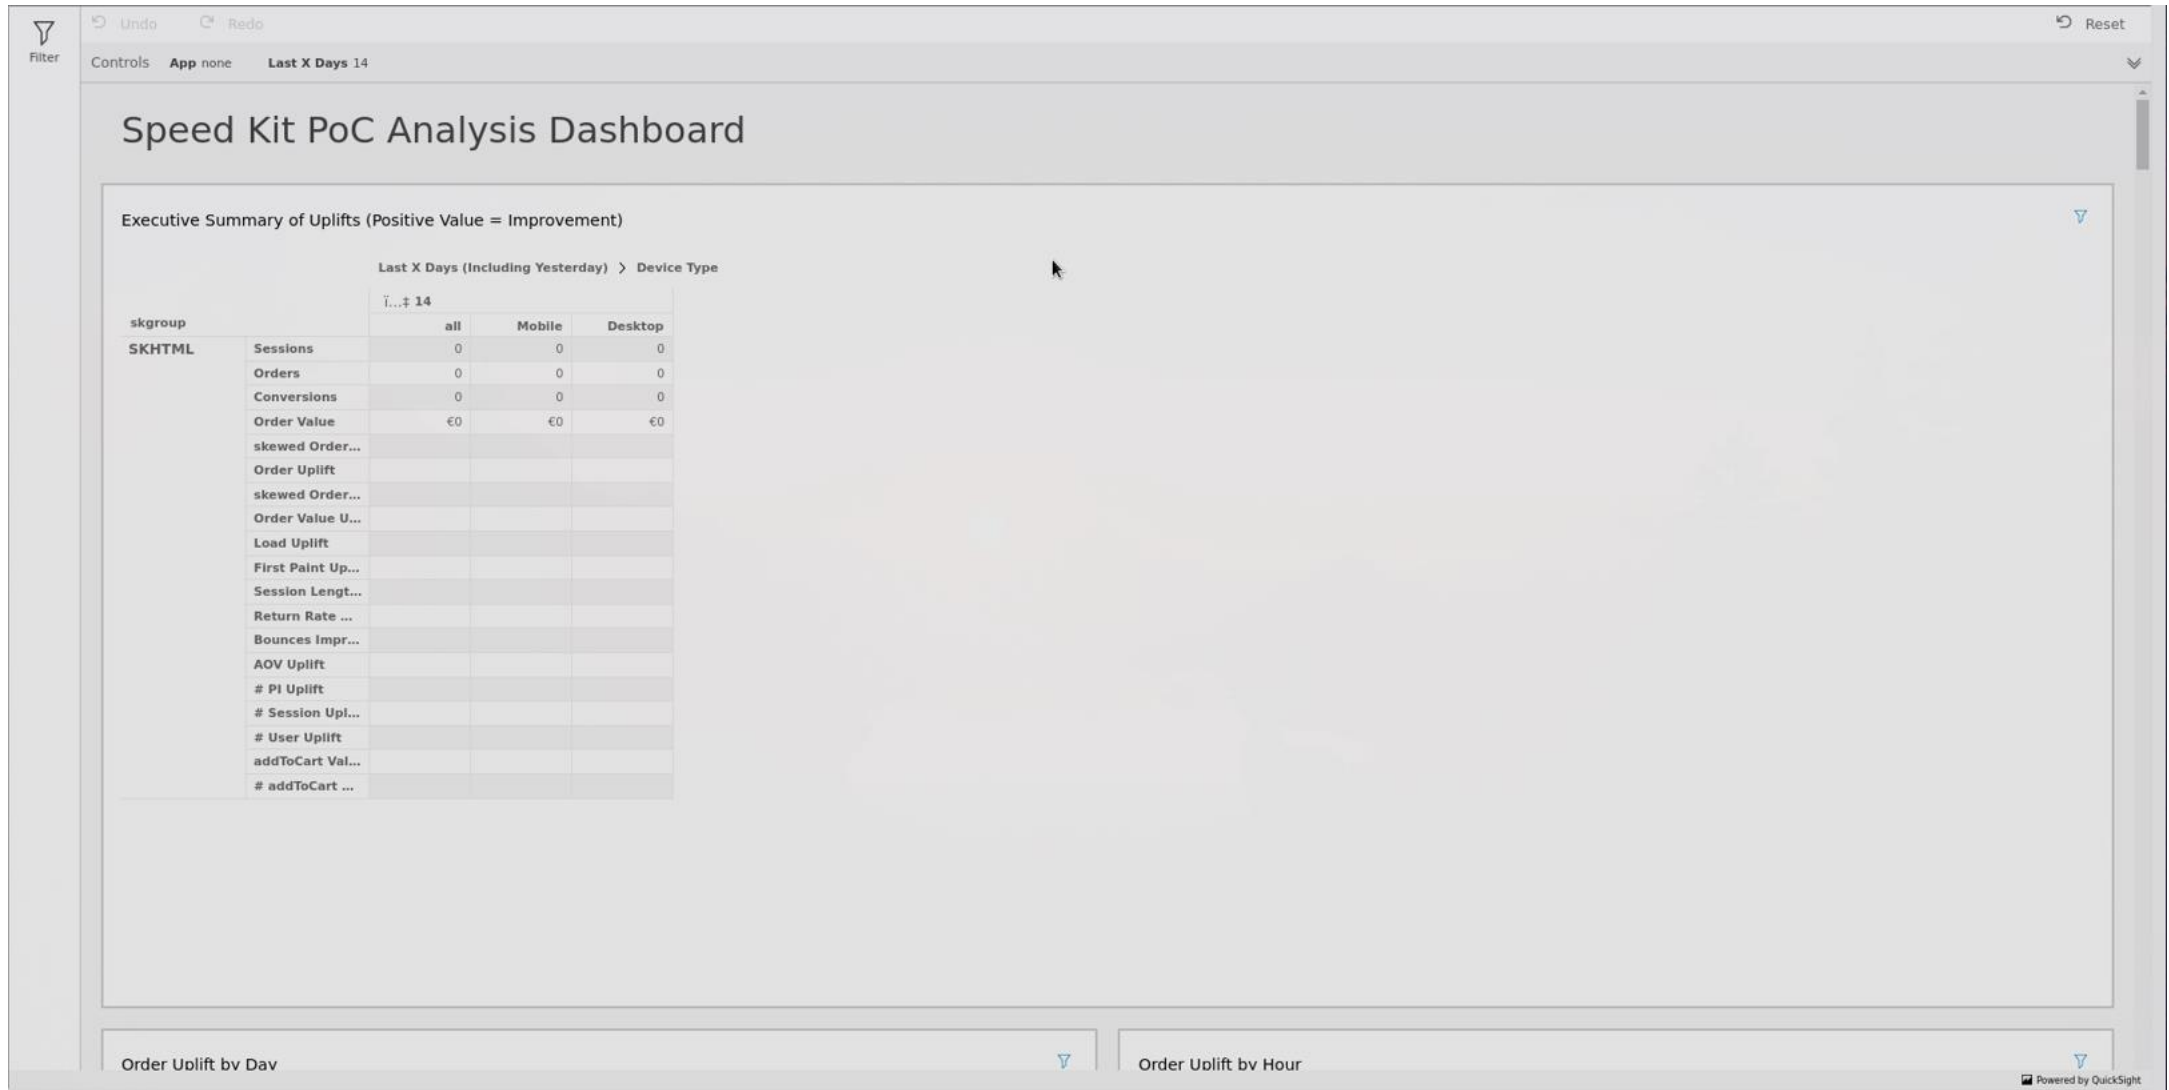 Undo Redo Reset
Filter
Controls App none Last X Days 14
Speed Kit PoC Analysis Dashboard
Executive Summary of Uplifts (Positive Value = Improvement)
Last X Days (Including Yesterday) > Device Type
ï...‡ 14
skgroup
all Mobile Desktop
SKHTML Sessions 0 0 0
Orders 0 0 0
Conversions 0 0 0
Order Value €0 €0 €0
skewed Order...
Order Uplift
skewed Order...
Order Value U...
Load Uplift
First Paint Up...
Session Lengt...
Return Rate ...
Bounces Impr...
AOV Uplift
# PI Uplift
# Session Upl...
# User Uplift
addToCart Val...
# addToCart ...
Order Uplift by Day
Order Uplift by Hour
Powered by QuickSight